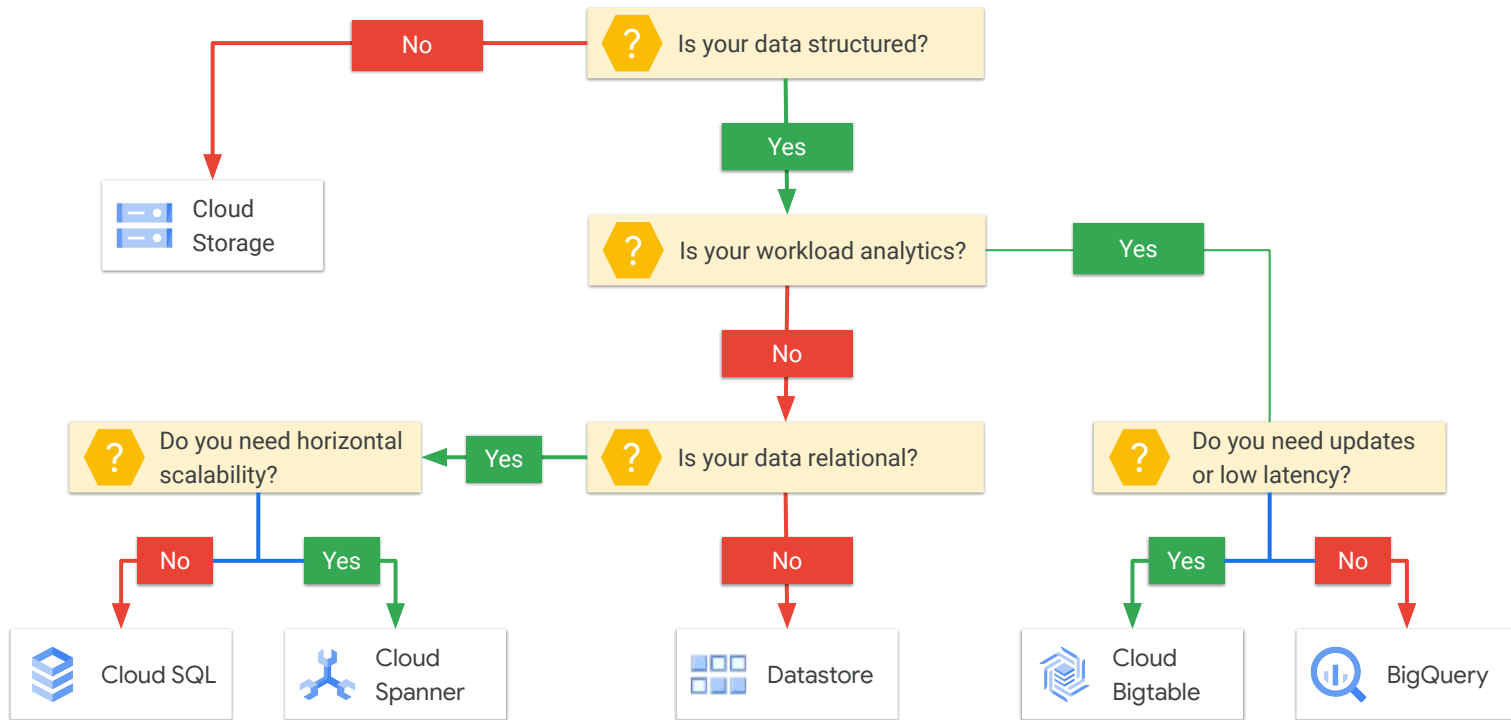 No
? Is your data structured?
Yes
Cloud
Storage
? Is your workload analytics?
Yes
No
? Do you need horizontal
scalability?
Yes
? Is your data relational?
? Do you need updates
or low latency?
No
Yes
No
Yes
No
Cloud SQL
Cloud
Spanner
Datastore
Cloud
Bigtable
BigQuery